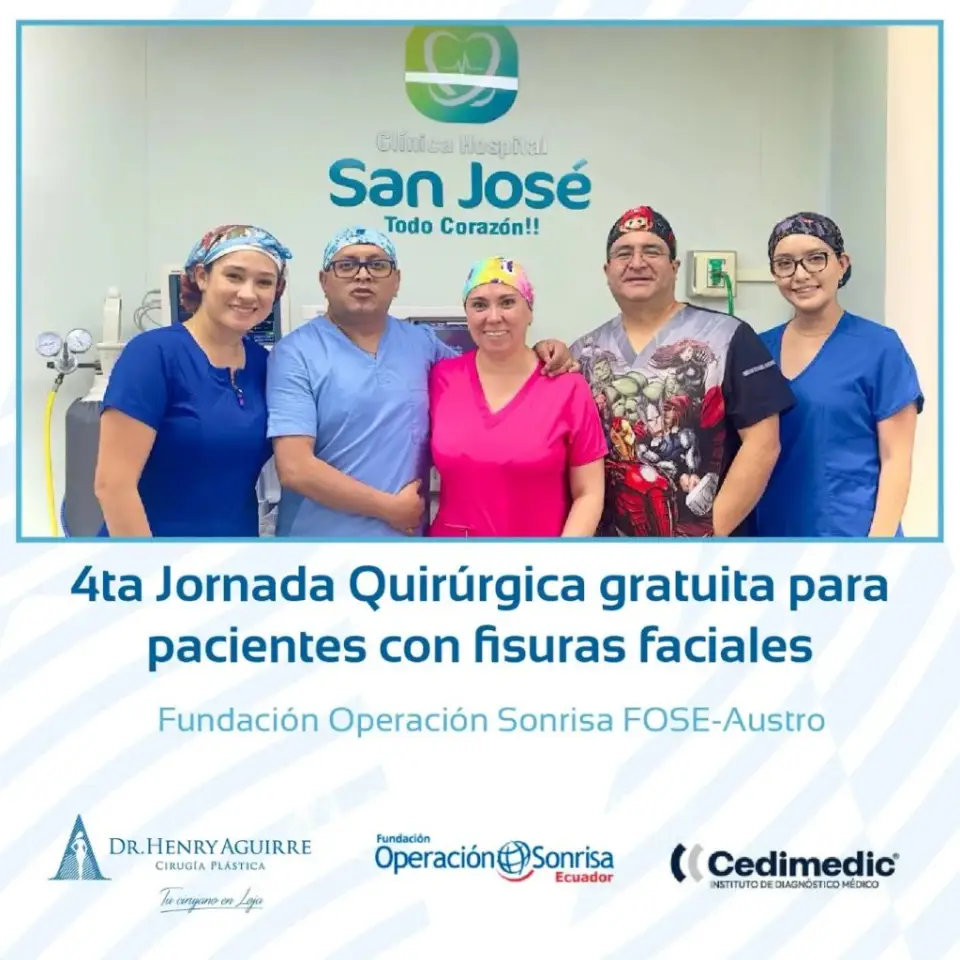 Clínica Hospital
San José
Todo Corazón!!
4ta Jornada Quirúrgica gratuita para
pacientes con fisuras faciales
Fundación Operación Sonrisa FOSE-Austro
DR. HENRY AGUIRRE
CIRUGÍA PLÁSTICA
Tu cirujano en Loja
Fundación
Operación Sonrisa
Ecuador
Cedimedic®
INSTITUTO DE DIAGNÓSTICO MÉDICO